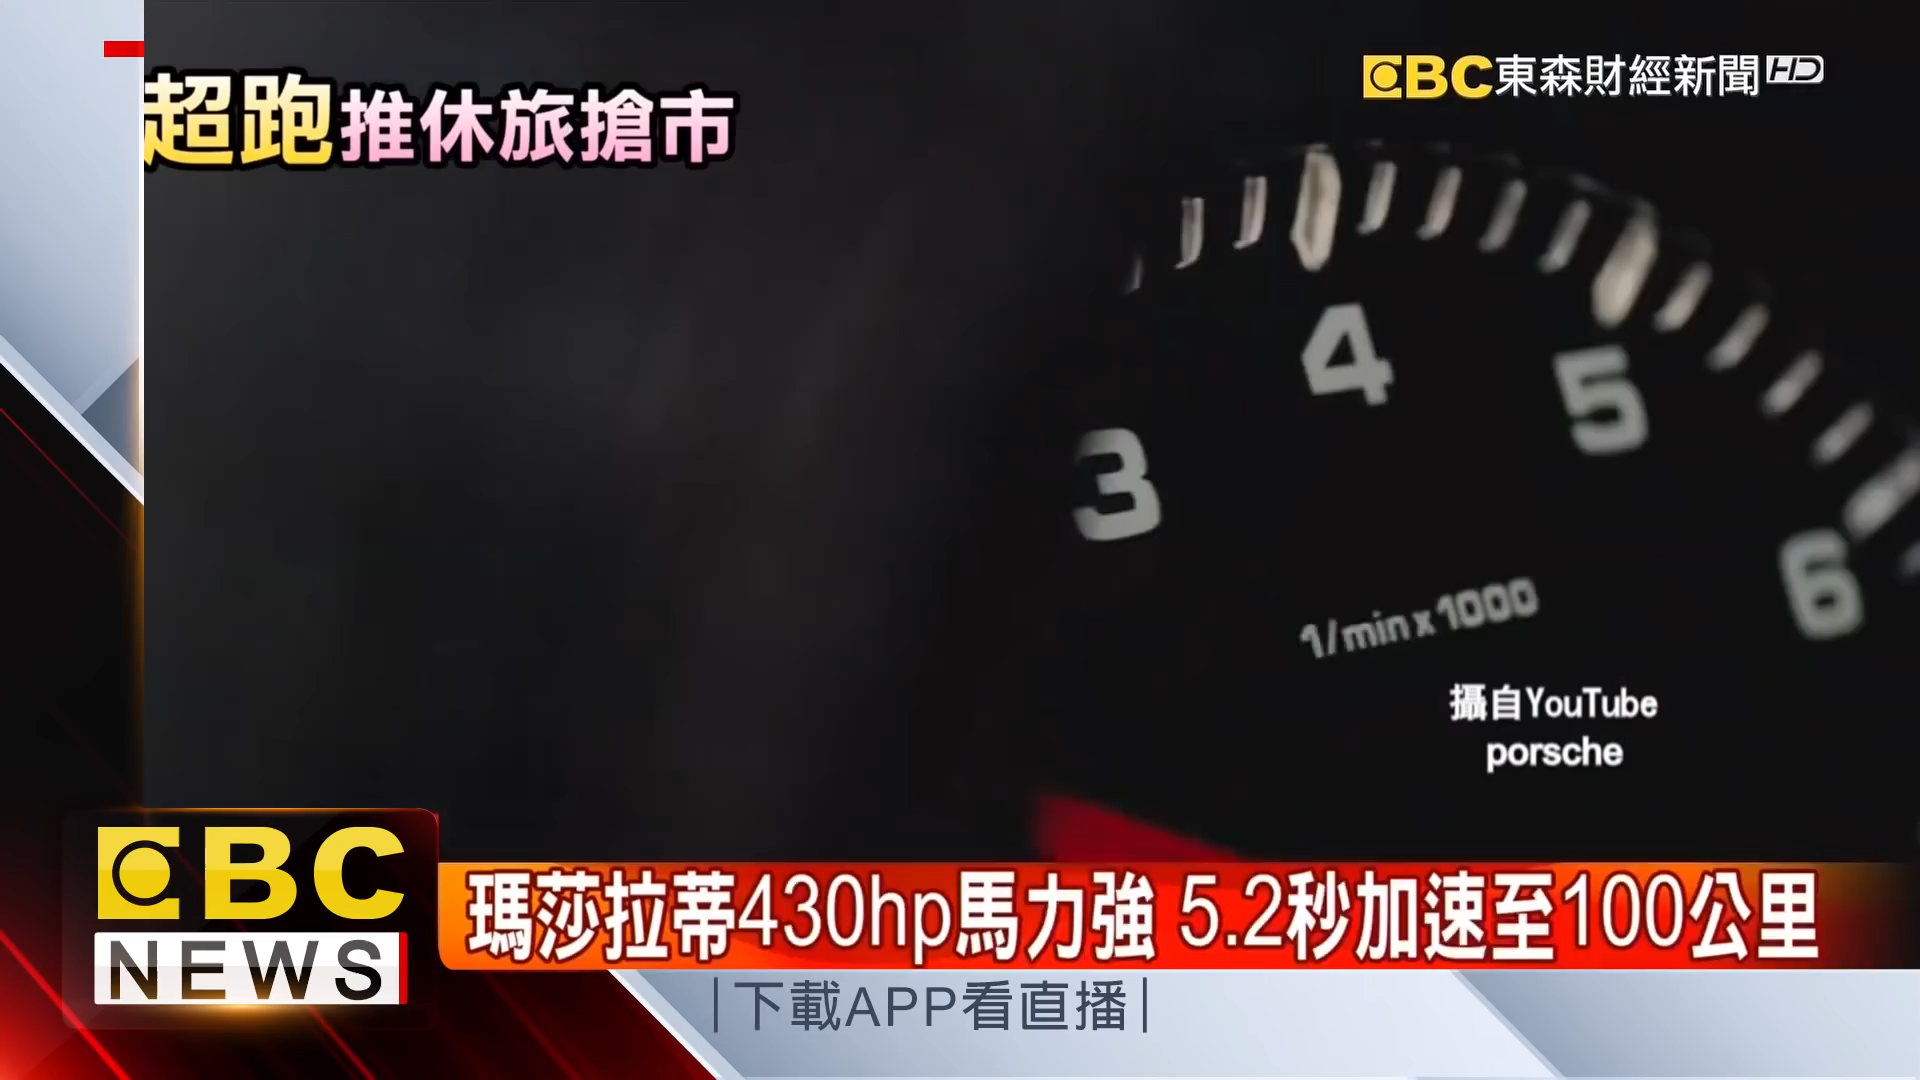 超跑推休旅搶市
EBC東森財經新聞HD
4
5
3
6
1/min x 1000
攝自YouTube
porsche
EBC
NEWS
瑪莎拉蒂430hp馬力強 5.2秒加速至100公里
|下載APP看直播|